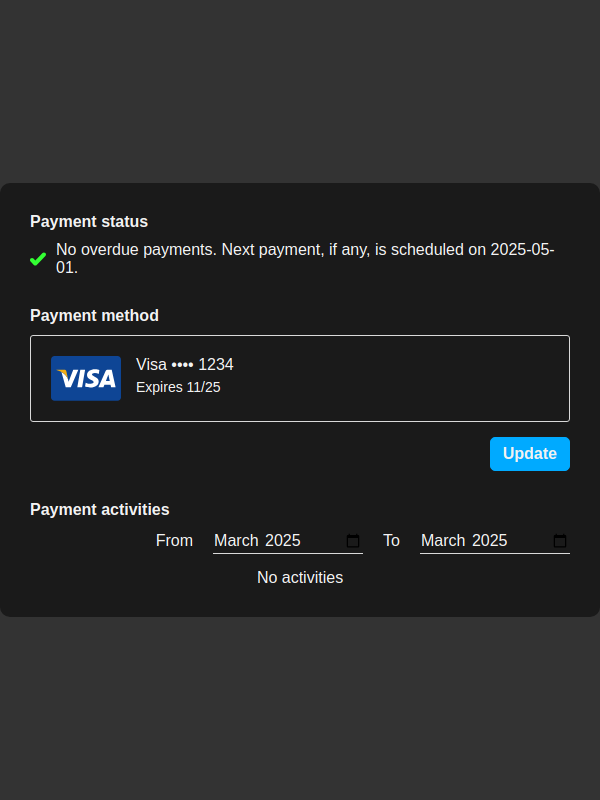 Payment status
No overdue payments. Next payment, if any, is scheduled on 2025-05-
01.
Payment method
VISA
Visa •••• 1234
Expires 11/25
Update
Payment activities
From March 2025 To March 2025
No activities